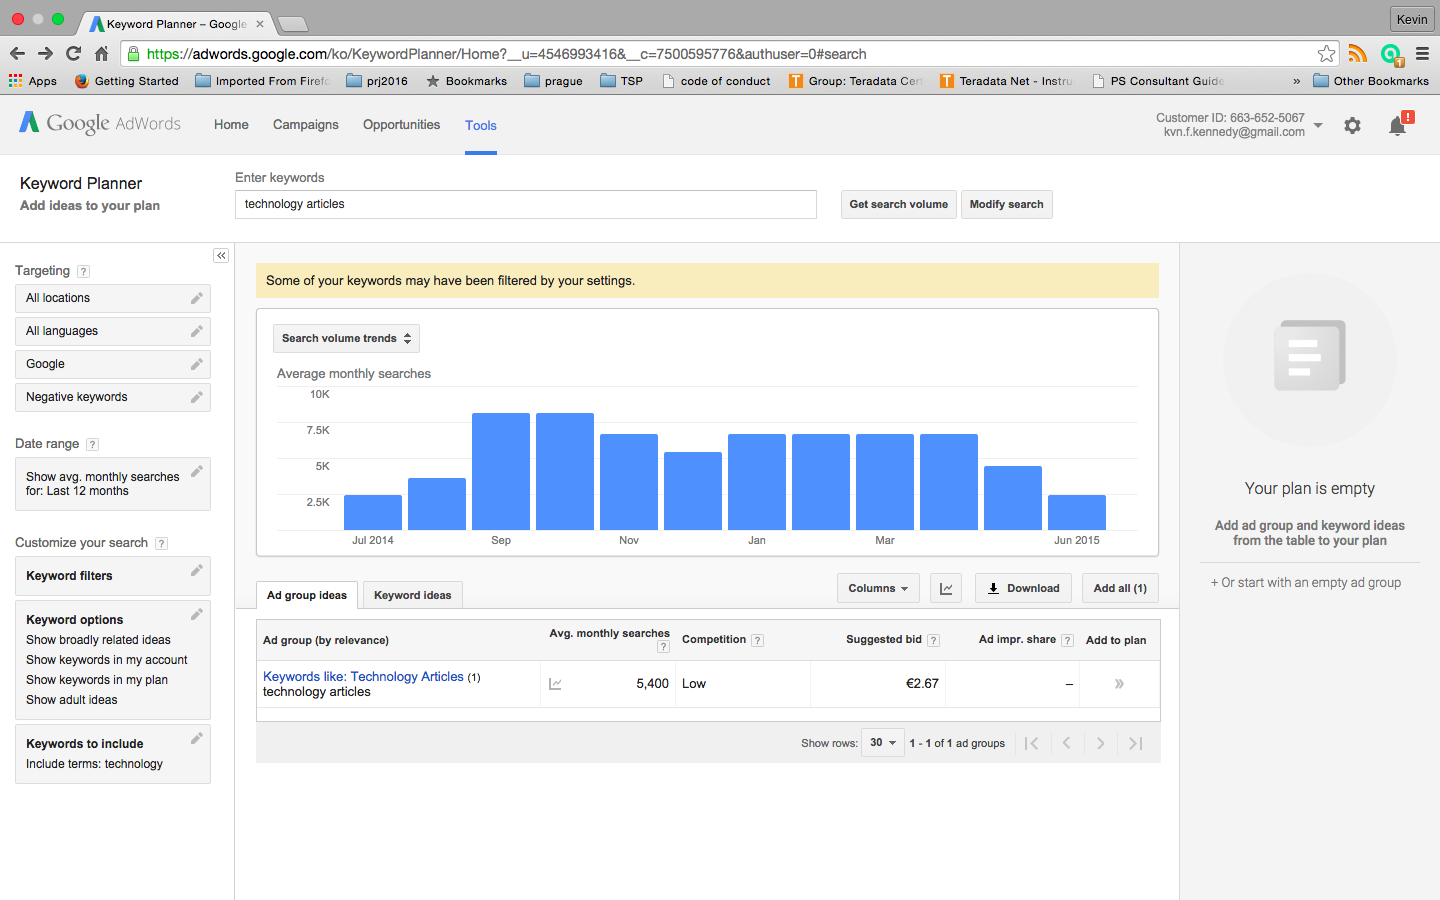 Keyword Planner – Google
Kevin
https://adwords.google.com/ko/KeywordPlanner/Home?__u=4546993416&__c=7500595776&authuser=0#search
Apps
Getting Started
Imported From Firefo
prj2016
Bookmarks
prague
TSP
code of conduct
Group: Teradata Cert
Teradata Net - Instru
PS Consultant Guide
»
Other Bookmarks
Google AdWords
Home
Campaigns
Opportunities
Tools
Customer ID: 663-652-5067
kvn.f.kennedy@gmail.com
!
Keyword Planner
Add ideas to your plan
Enter keywords
technology articles
Get search volume
Modify search
Targeting ?
All locations
All languages
Google
Negative keywords
Date range ?
Show avg. monthly searches
for: Last 12 months
Customize your search ?
Keyword filters
Keyword options
Show broadly related ideas
Show keywords in my account
Show keywords in my plan
Show adult ideas
Keywords to include
Include terms: technology
Some of your keywords may have been filtered by your settings.
Search volume trends
Average monthly searches
10K
7.5K
5K
2.5K
Jul 2014
Sep
Nov
Jan
Mar
Jun 2015
Ad group ideas
Keyword ideas
Columns
Download
Add all (1)
Ad group (by relevance)
Avg. monthly searches ?
Competition ?
Suggested bid ?
Ad impr. share ?
Add to plan
Keywords like: Technology Articles (1)
technology articles
5,400
Low
€2.67
–
»
Show rows:
30
1 - 1 of 1 ad groups
Your plan is empty
Add ad group and keyword ideas
from the table to your plan
+ Or start with an empty ad group